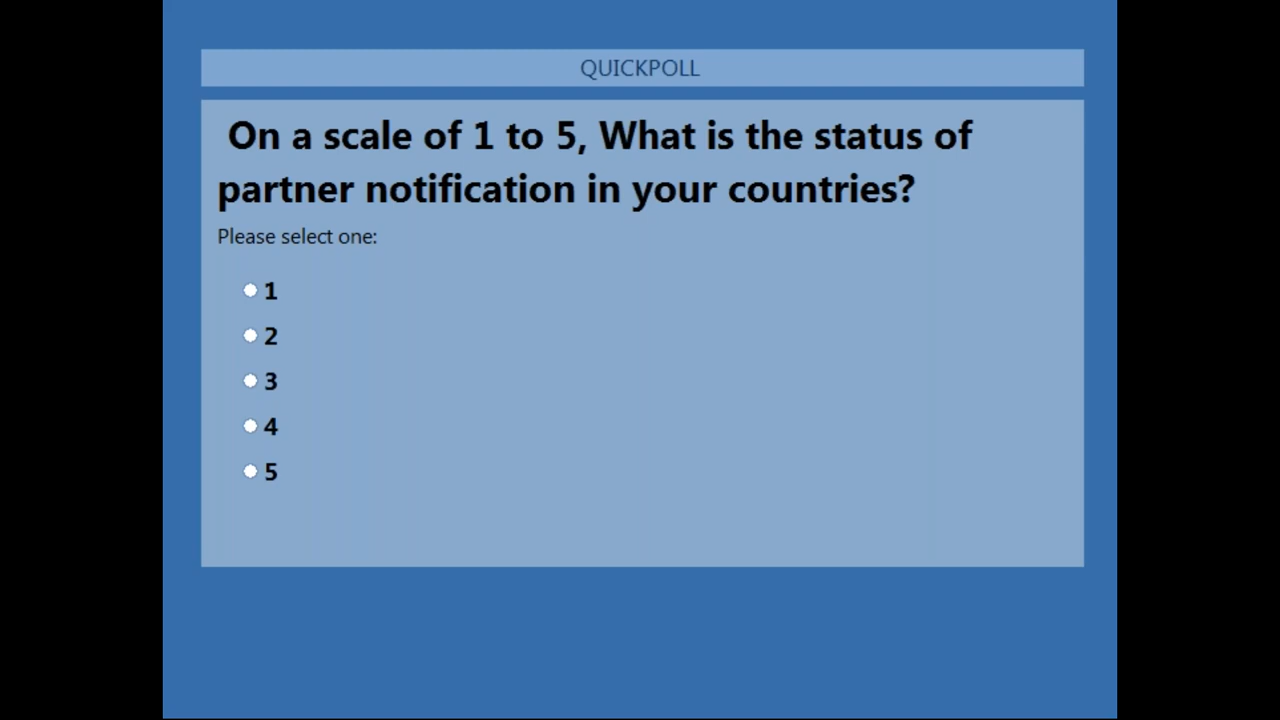 QUICKPOLL
On a scale of 1 to 5, What is the status of
partner notification in your countries?
Please select one:
1
2
3
4
5